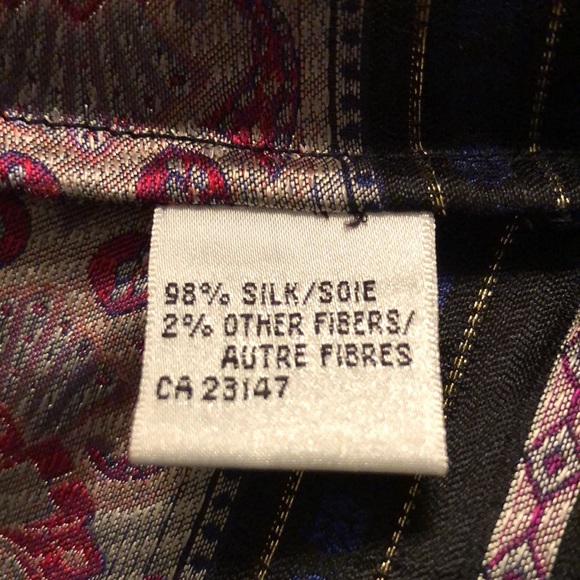 98% SILK/SOIE
2% OTHER FIBERS/
AUTRE FIBRES
CA 23147